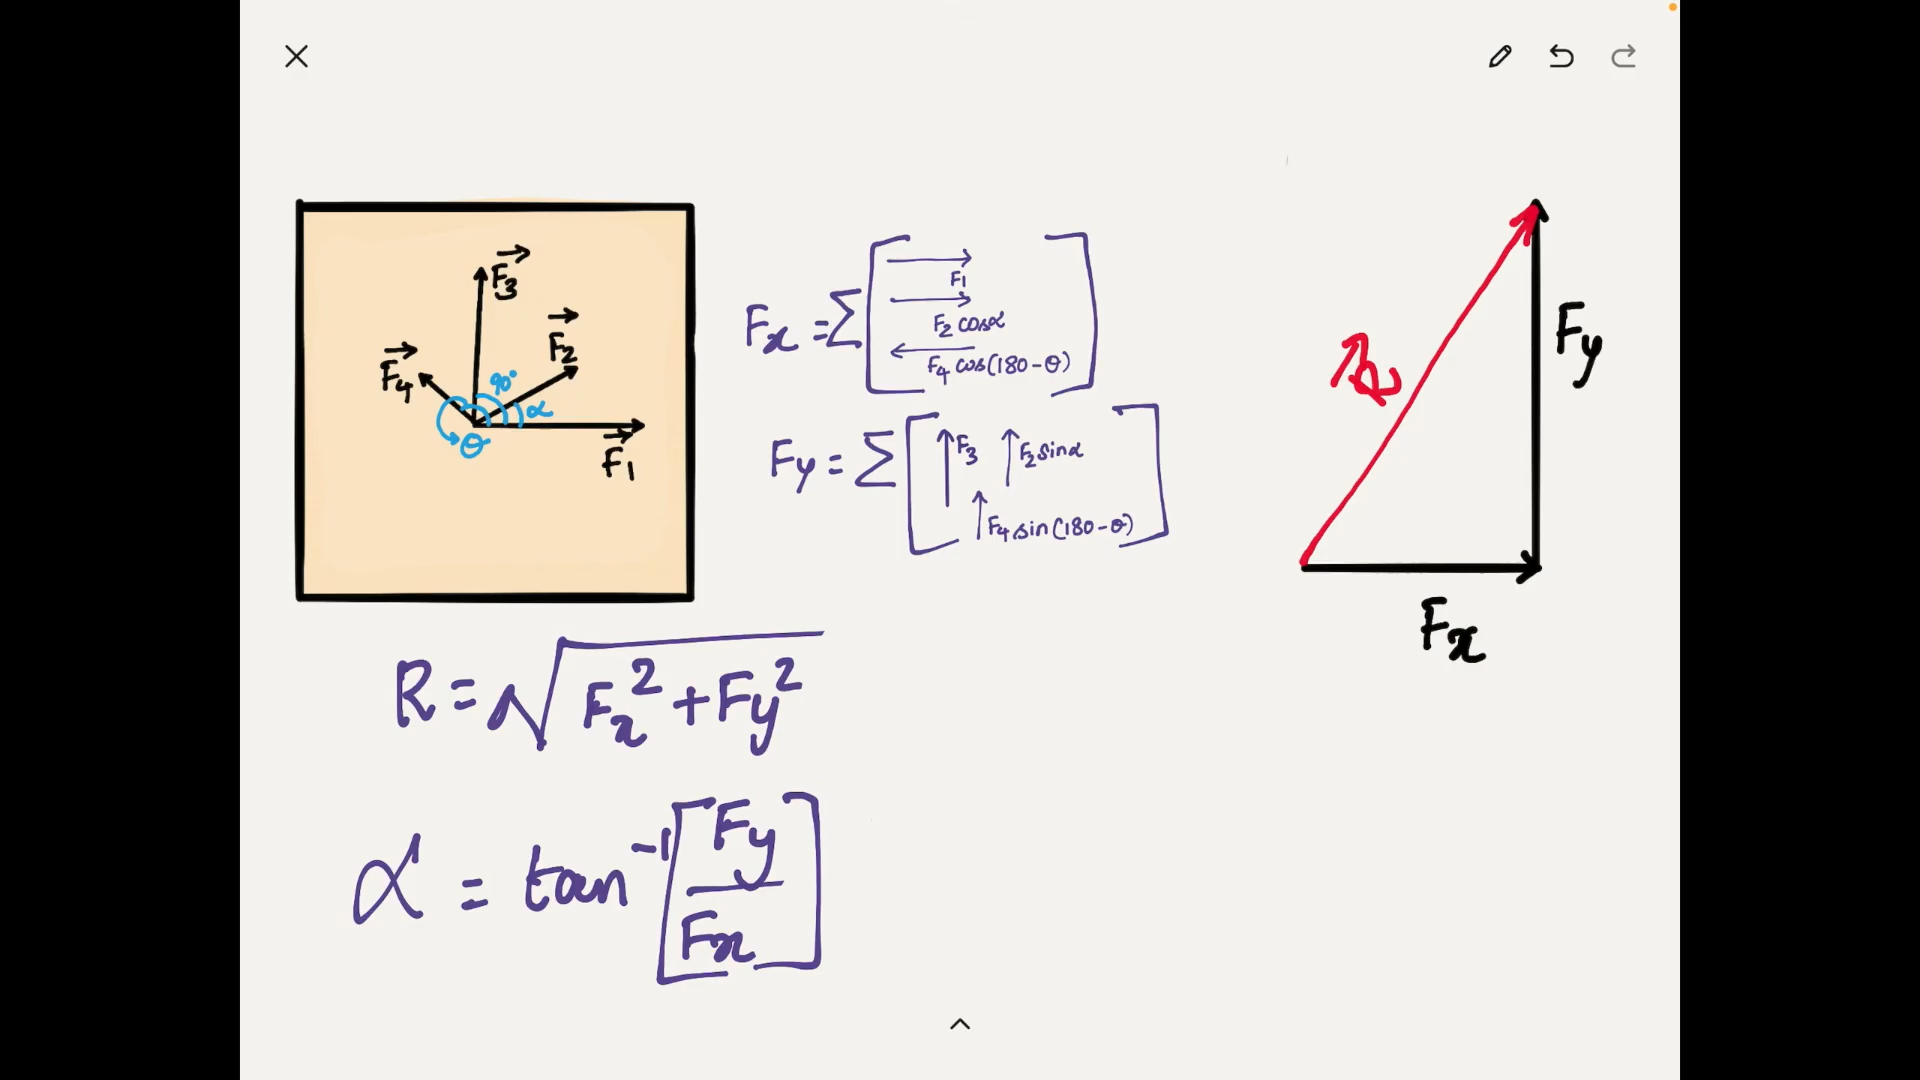 F₃
F₂
F₄
90°
α
θ
F₁
Fx = Σ [ F₁
F₂ cosα
F₄ cos(180-θ) ]
Fy = Σ [ F₃ F₂ sinα
F₄ sin(180-θ) ]
R = √Fx² + Fy²
α = tan⁻¹ [ Fy
Fx ]
R
Fy
Fx